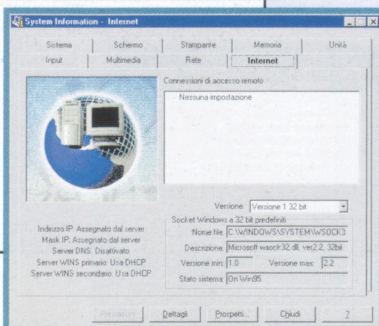 System Information - Internet
Sistema Schermo Stampante Memoria Unità
Input Multimedia Rete Internet
Connessioni di accesso remoto
Nessuna impostazione
Versione Versione 1 32 bit
Socket Windows a 32 bit predefiniti
Nome file: C:\WINDOWS\SYSTEM\WSOCK3
Descrizione: Microsoft wsock32.dll, ver2.2, 32bit
Versione min: 1.0 Versione max: 2.2
Stato sistema: On Win95
Indirizzo IP: Assegnato dal server
Mask IP: Assegnato dal server
Server DNS: Disattivato
Server WINS primario: Usa DHCP
Server WINS secondario: Usa DHCP
Dettagli Prospetti... Chiudi ?